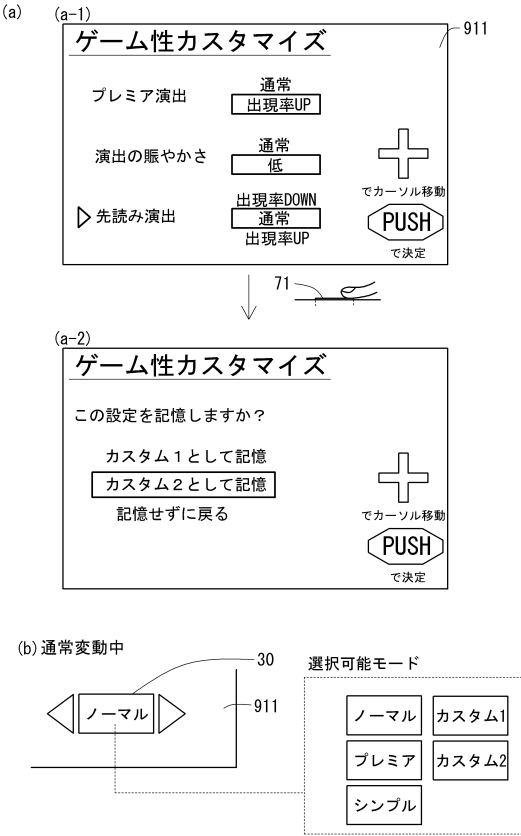 (a)
(a-1)
ゲーム性カスタマイズ
911
プレミア演出
通常
出現率UP
演出の賑やかさ
通常
低
でカーソル移動
先読み演出
出現率DOWN
通常
出現率UP
PUSH
で決定
71
(a-2)
ゲーム性カスタマイズ
この設定を記憶しますか？
カスタム１として記憶
カスタム２として記憶
記憶せずに戻る
でカーソル移動
PUSH
で決定
(b)通常変動中
30
911
ノーマル
選択可能モード
ノーマル カスタム1
プレミア カスタム2
シンプル